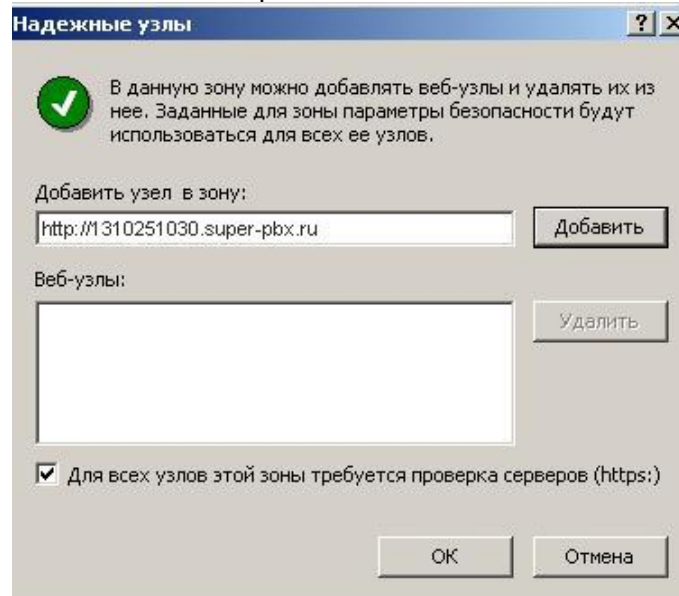 Надежные узлы
В данную зону можно добавлять веб-узлы и удалять их из
нее. Заданные для зоны параметры безопасности будут
использоваться для всех ее узлов.
Добавить узел в зону:
http://1310251030.super-pbx.ru
Добавить
Веб-узлы:
Удалить
Для всех узлов этой зоны требуется проверка серверов (https:)
ОК
Отмена